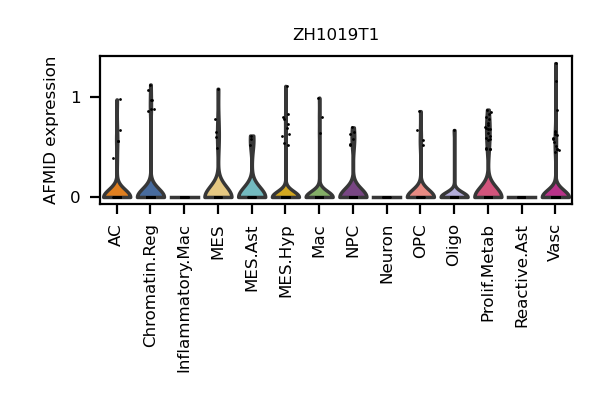 ZH1019T1
AFMID expression
1
0
AC
Chromatin.Reg
Inflammatory.Mac
MES
MES.Ast
MES.Hyp
Mac
NPC
Neuron
OPC
Oligo
Prolif.Metab
Reactive.Ast
Vasc